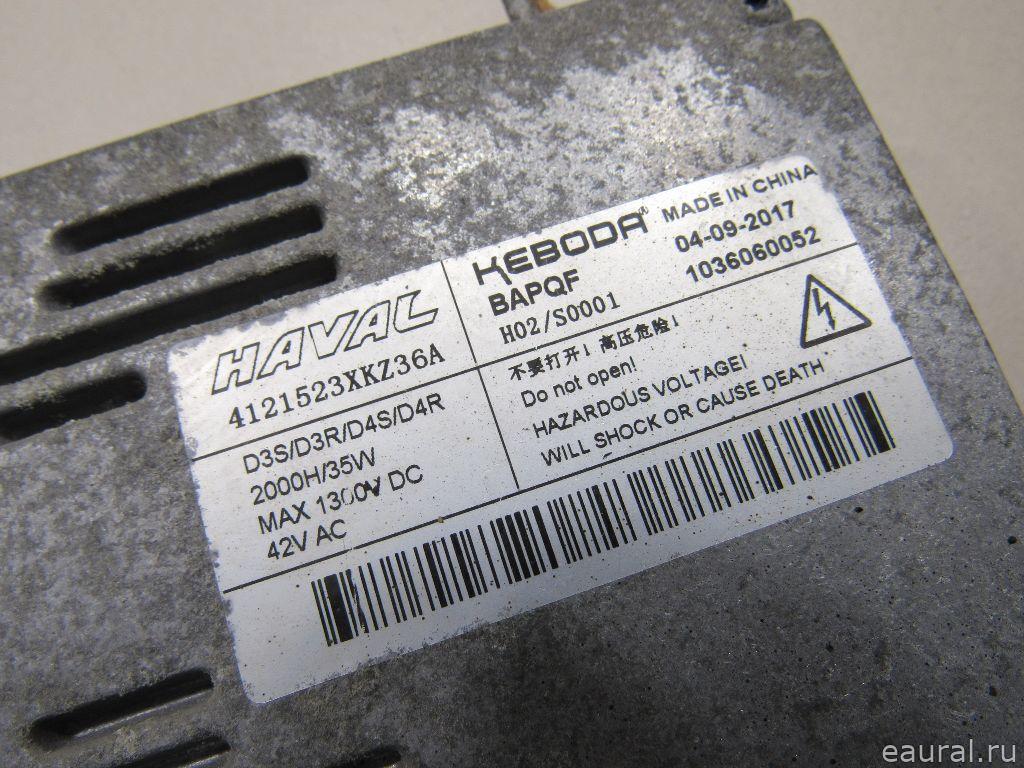 HAVAL
4121523XKZ36A
KEBODA®
MADE IN CHINA
BAPQF
04-09-2017
H02/S0001
1036060052
D3S/D3R/D4S/D4R
2000H/35W
MAX 1300V DC
42V AC
不要打开！高压危险！
Do not open!
HAZARDOUS VOLTAGE!
WILL SHOCK OR CAUSE DEATH
eaural.ru